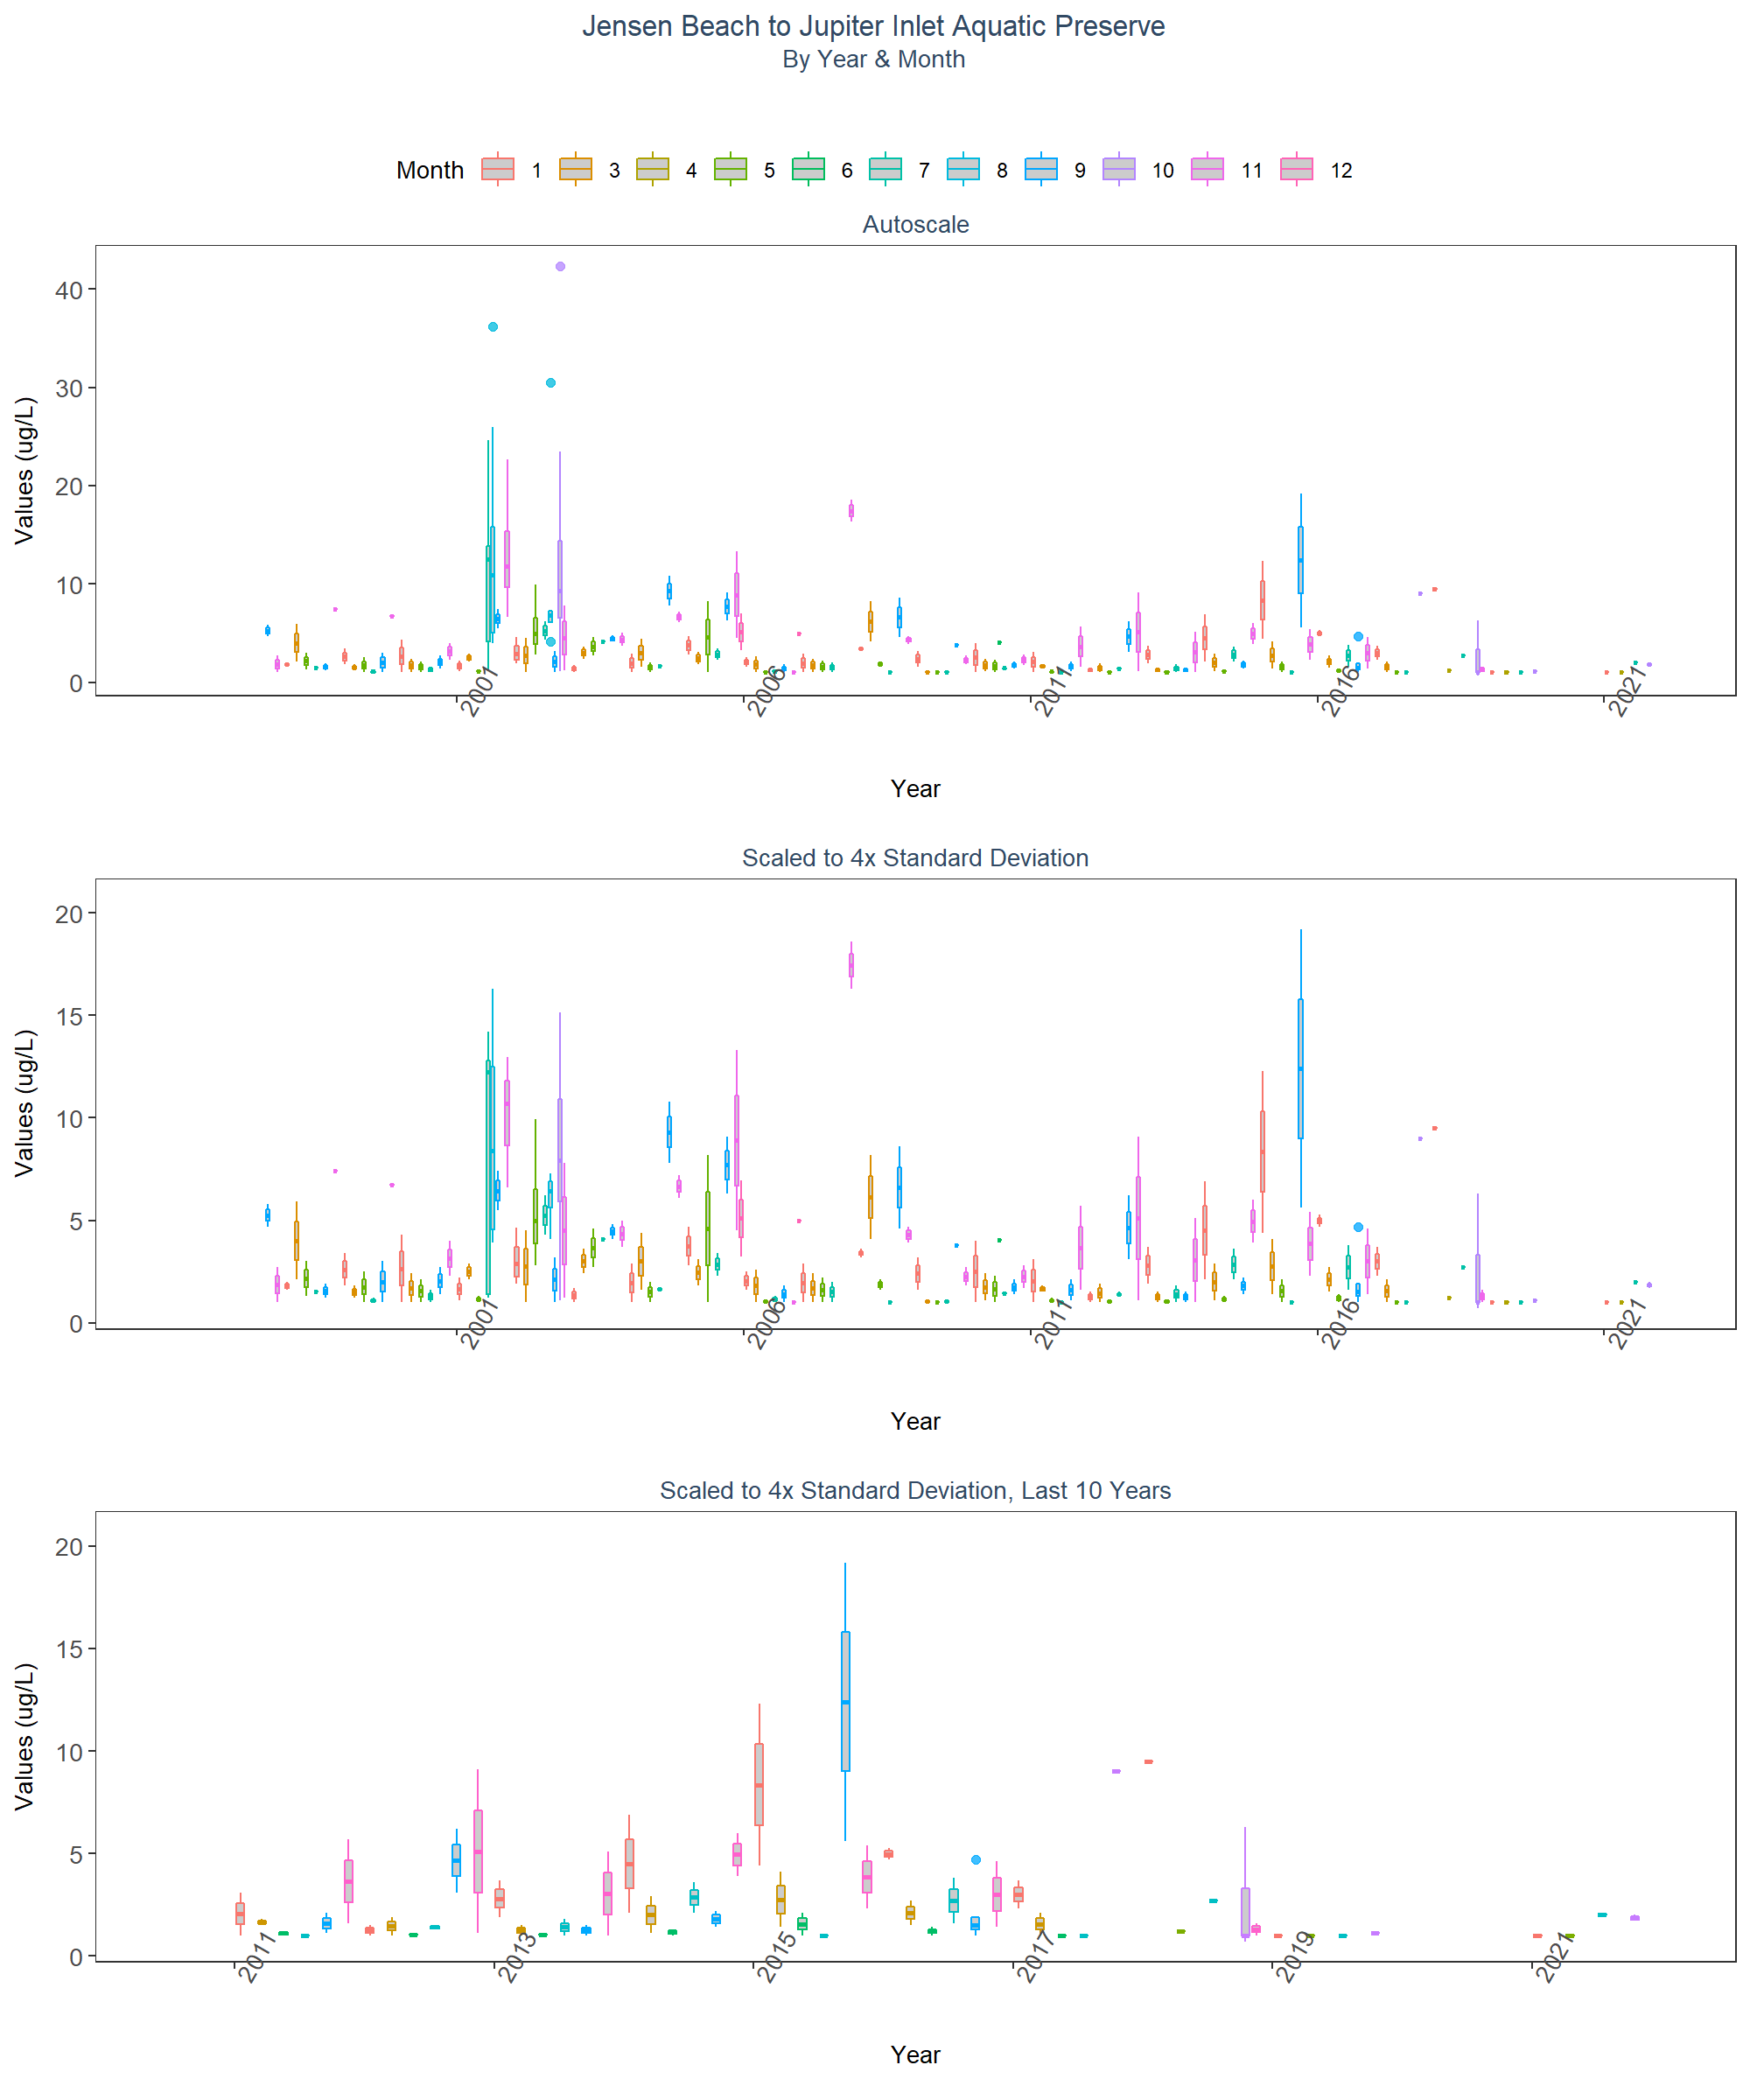 Jensen Beach to Jupiter Inlet Aquatic Preserve
By Year & Month
Month 1 3 4 5 6 7 8 9 10 11 12
Autoscale
Values (ug/L)
40
30
20
10
0
2001 2006 2011 2016 2021
Year
Scaled to 4x Standard Deviation
Values (ug/L)
20
15
10
5
0
2001 2006 2011 2016 2021
Year
Scaled to 4x Standard Deviation, Last 10 Years
Values (ug/L)
20
15
10
5
0
2011 2013 2015 2017 2019 2021
Year